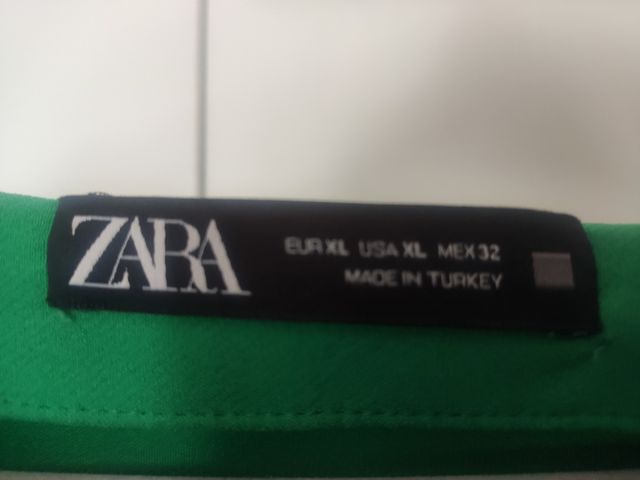 ZARA
EUR XL USA XL MEX 32
MADE IN TURKEY